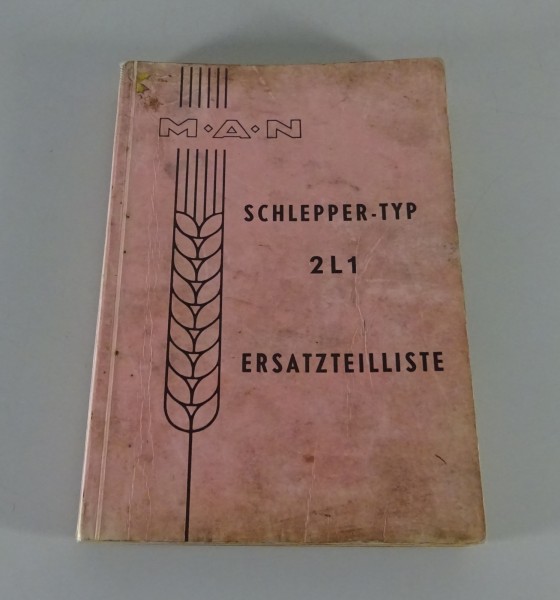 M·A·N
SCHLEPPER-TYP
2L1
ERSATZTEILLISTE